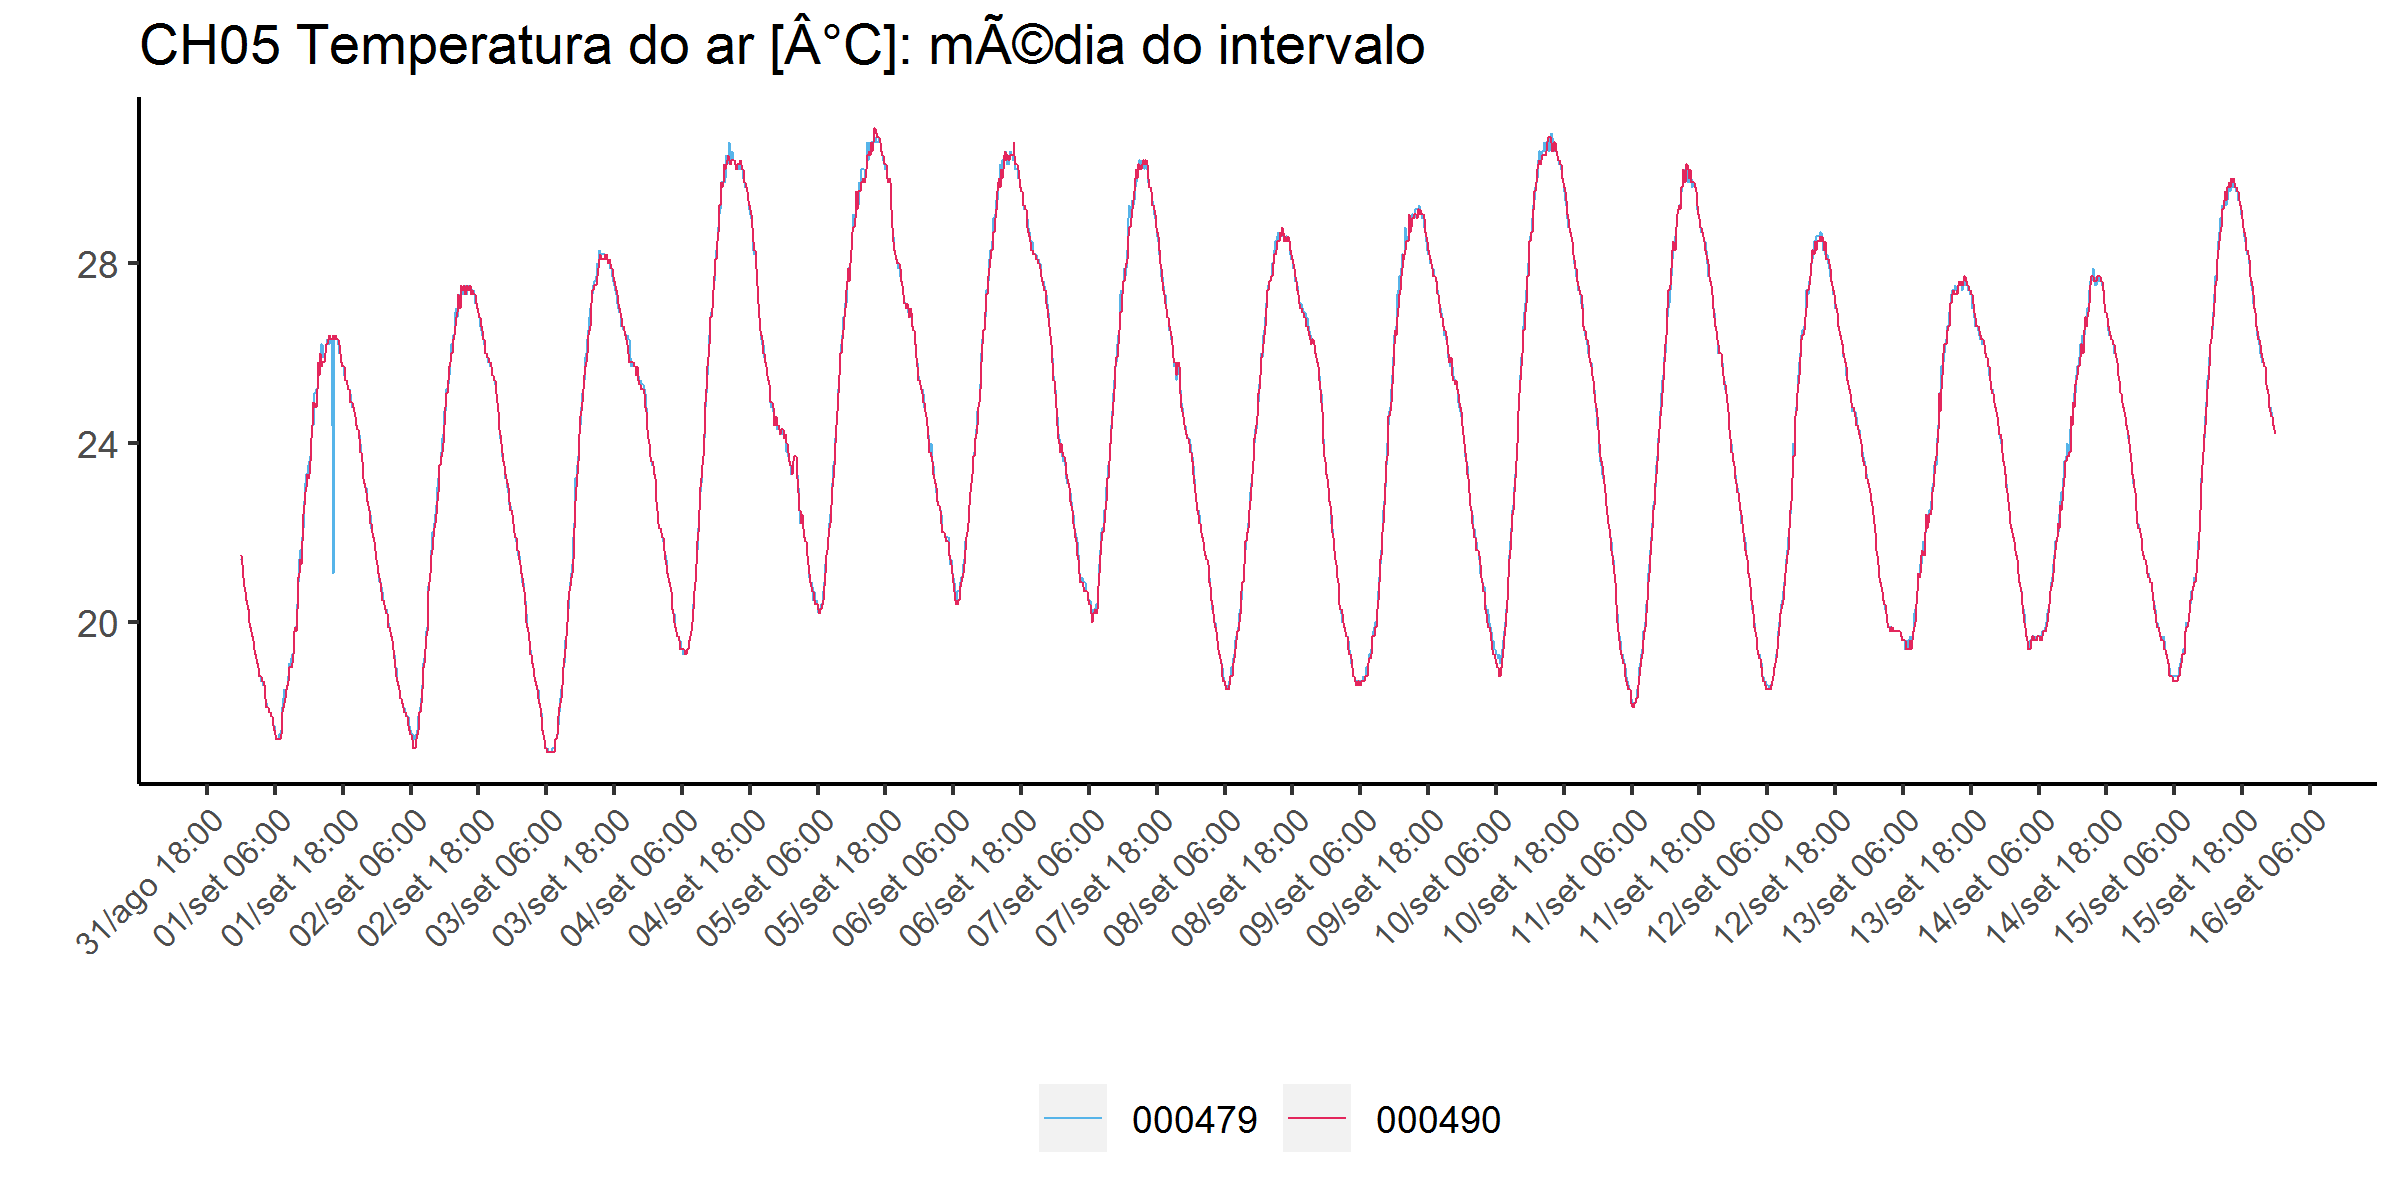 CH05 Temperatura do ar [Â°C]: mÃ©dia do intervalo
28
24
20
31/ago 18:00
01/set 06:00
01/set 18:00
02/set 06:00
02/set 18:00
03/set 06:00
03/set 18:00
04/set 06:00
04/set 18:00
05/set 06:00
05/set 18:00
06/set 06:00
06/set 18:00
07/set 06:00
07/set 18:00
08/set 06:00
08/set 18:00
09/set 06:00
09/set 18:00
10/set 06:00
10/set 18:00
11/set 06:00
11/set 18:00
12/set 06:00
12/set 18:00
13/set 06:00
13/set 18:00
14/set 06:00
14/set 18:00
15/set 06:00
15/set 18:00
16/set 06:00
000479 000490